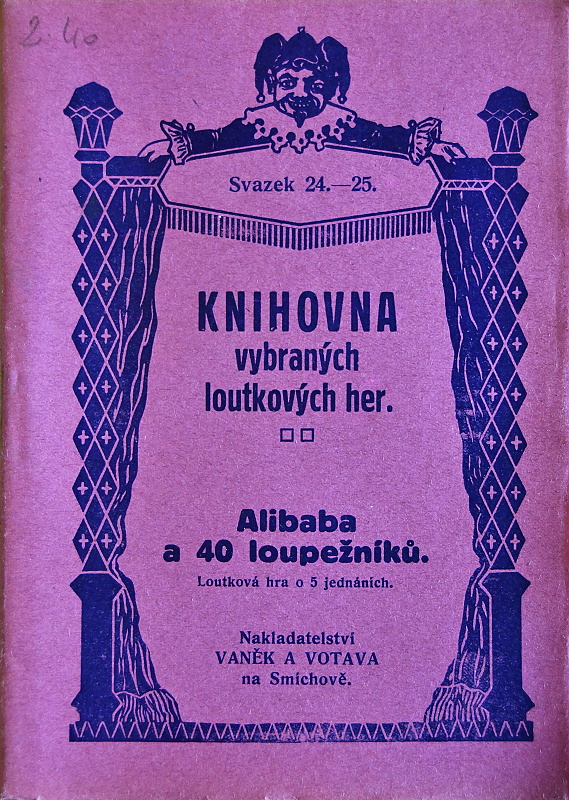 2.40
Svazek 24.—25.
KNIHOVNA
vybraných
loutkových her.
Alibaba
a 40 loupežníků.
Loutková hra o 5 jednáních.
Nakladatelství
VANĚK A VOTAVA
na Smíchově.